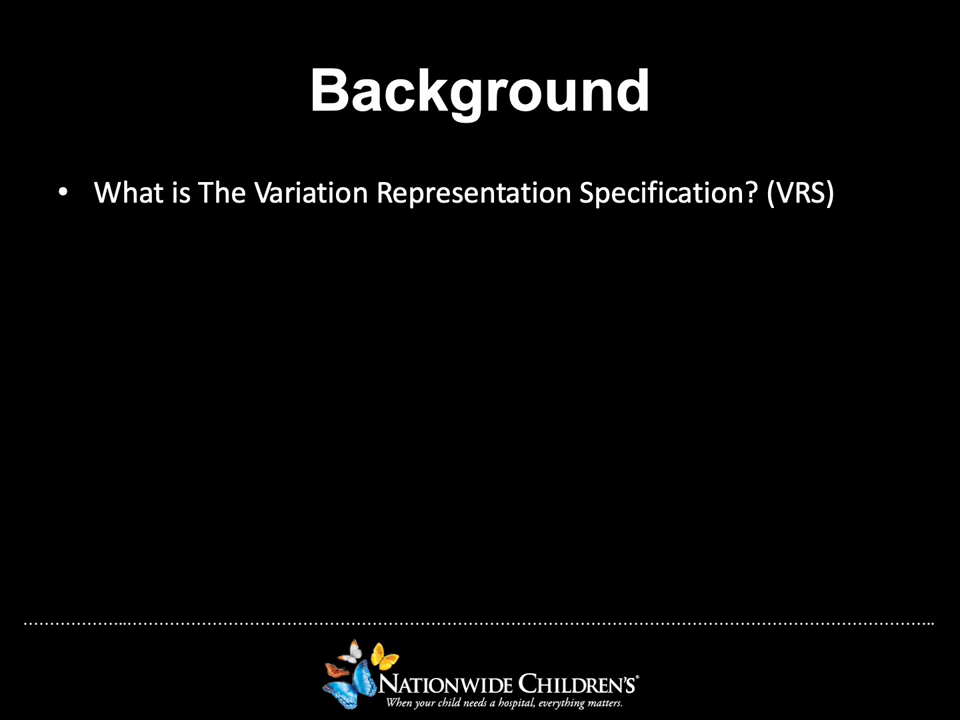 Background
• What is The Variation Representation Specification? (VRS)
NATIONWIDE CHILDREN'S®
When your child needs a hospital, everything matters.